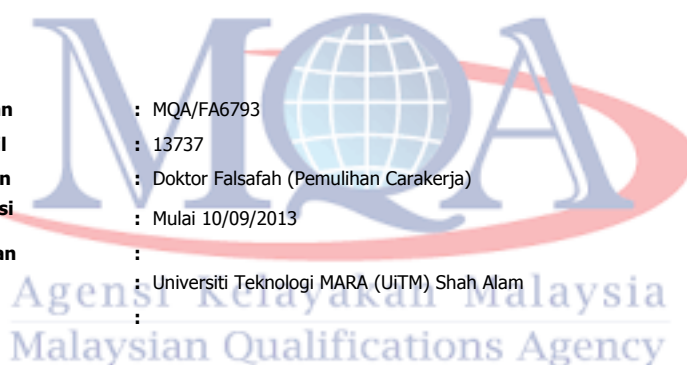 MQA
an : MQA/FA6793
l : 13737
n : Doktor Falsafah (Pemulihan Carakerja)
si
: Mulai 10/09/2013
an :
: Universiti Teknologi MARA (UiTM) Shah Alam
:
Agensi Kelayakan Malaysia
Malaysian Qualifications Agency